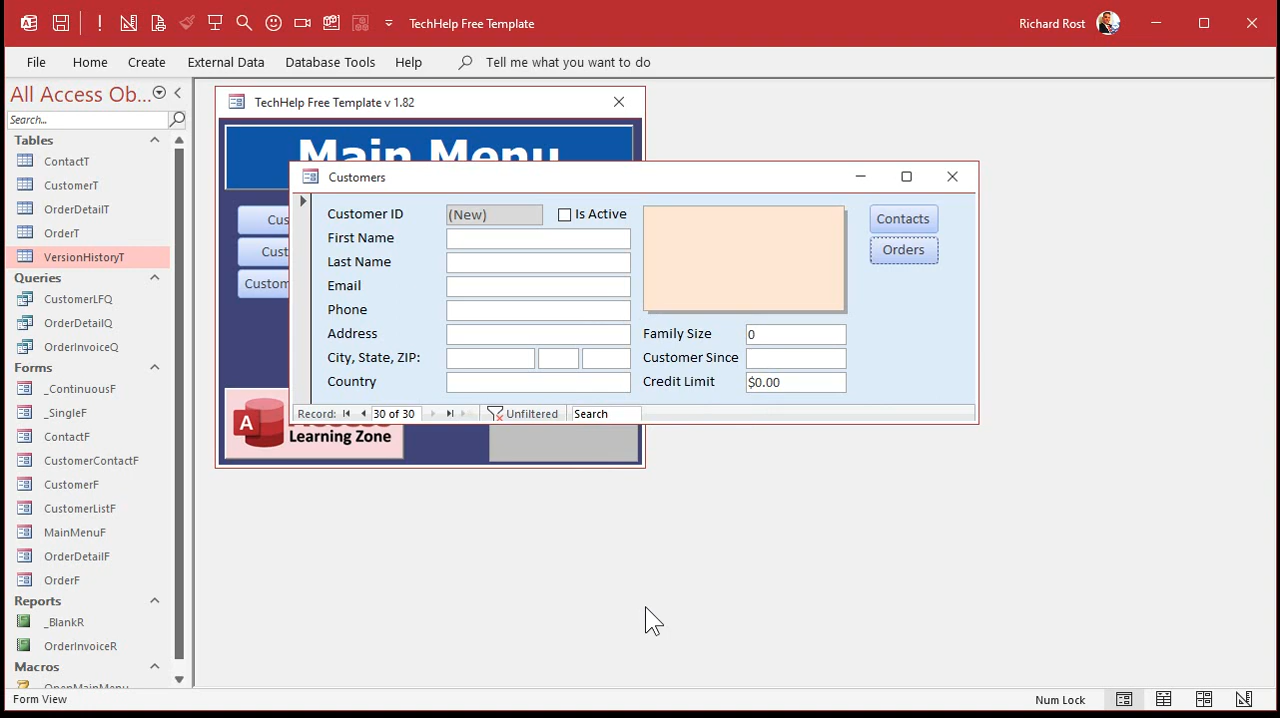 TechHelp Free Template
Richard Rost
File Home Create External Data Database Tools Help Tell me what you want to do
All Access Ob...
Search...
Tables
ContactT
CustomerT
OrderDetailT
OrderT
VersionHistoryT
Queries
CustomerLFQ
OrderDetailQ
OrderInvoiceQ
Forms
_ContinuousF
_SingleF
ContactF
CustomerContactF
CustomerF
CustomerListF
MainMenuF
OrderDetailF
OrderF
Reports
_BlankR
OrderInvoiceR
Macros
OpenMainMenu
TechHelp Free Template v 1.82
Main Menu
Cus
Cust
Custom
A
Learning Zone
Customers
Customer ID (New) Is Active
First Name
Last Name
Email
Phone
Address
City, State, ZIP:
Country
Family Size 0
Customer Since
Credit Limit $0.00
Contacts
Orders
Record: 30 of 30 Unfiltered Search
Form View
Num Lock